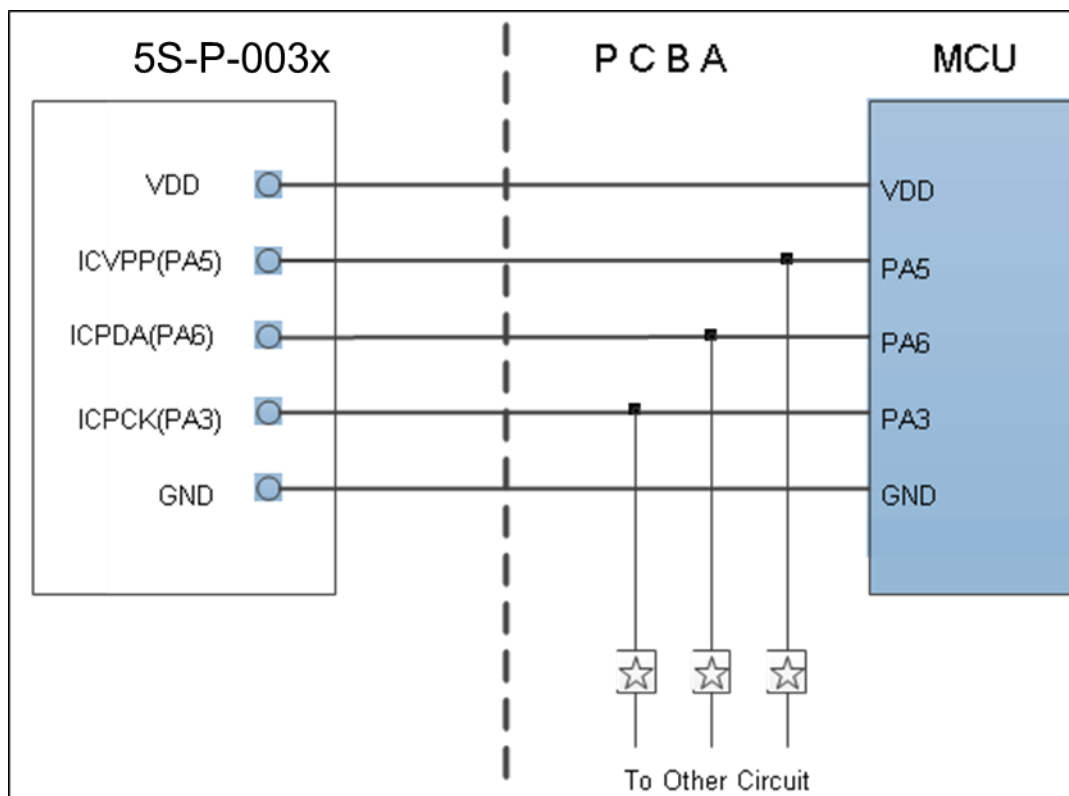 5S-P-003x
P C B A
MCU
VDD
VDD
ICVPP(PA5)
PA5
ICPDA(PA6)
PA6
ICPCK(PA3)
PA3
GND
GND
To Other Circuit